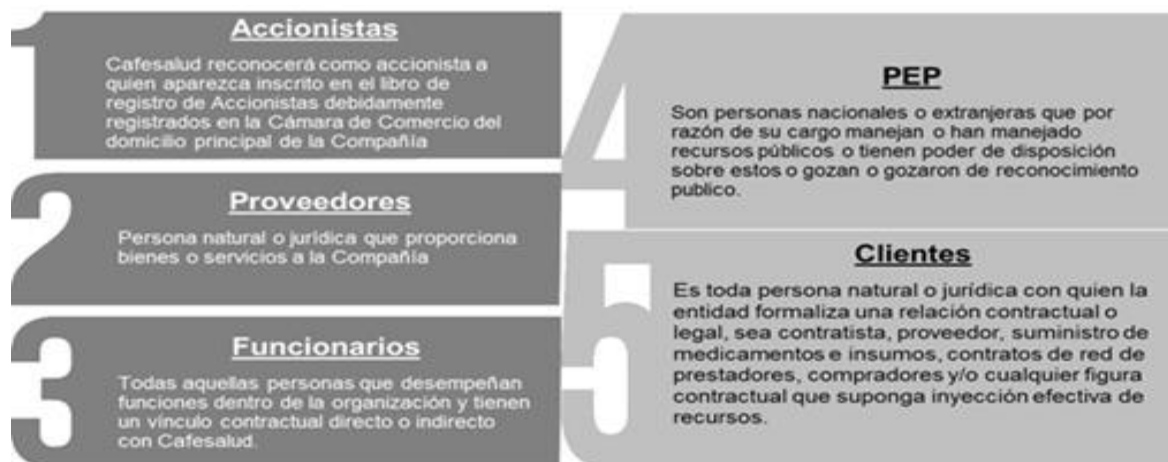 1
Accionistas
Cafesalud reconocerá como accionista a
quien aparezca inscrito en el libro de
registro de Accionistas debidamente
registrados en la Cámara de Comercio del
domicilio principal de la Compañía
2
Proveedores
Persona natural o jurídica que proporciona
bienes o servicios a la Compañía
3
Funcionarios
Todas aquellas personas que desempeñan
funciones dentro de la organización y tienen
un vínculo contractual directo o indirecto
con Cafesalud.
4
PEP
Son personas nacionales o extranjeras que por
razón de su cargo manejan o han manejado
recursos públicos o tienen poder de disposición
sobre estos o gozan o gozaron de reconocimiento
publico.
5
Clientes
Es toda persona natural o jurídica con quien la
entidad formaliza una relación contractual o
legal, sea contratista, proveedor, suministro de
medicamentos e insumos, contratos de red de
prestadores, compradores y/o cualquier figura
contractual que suponga inyección efectiva de
recursos.